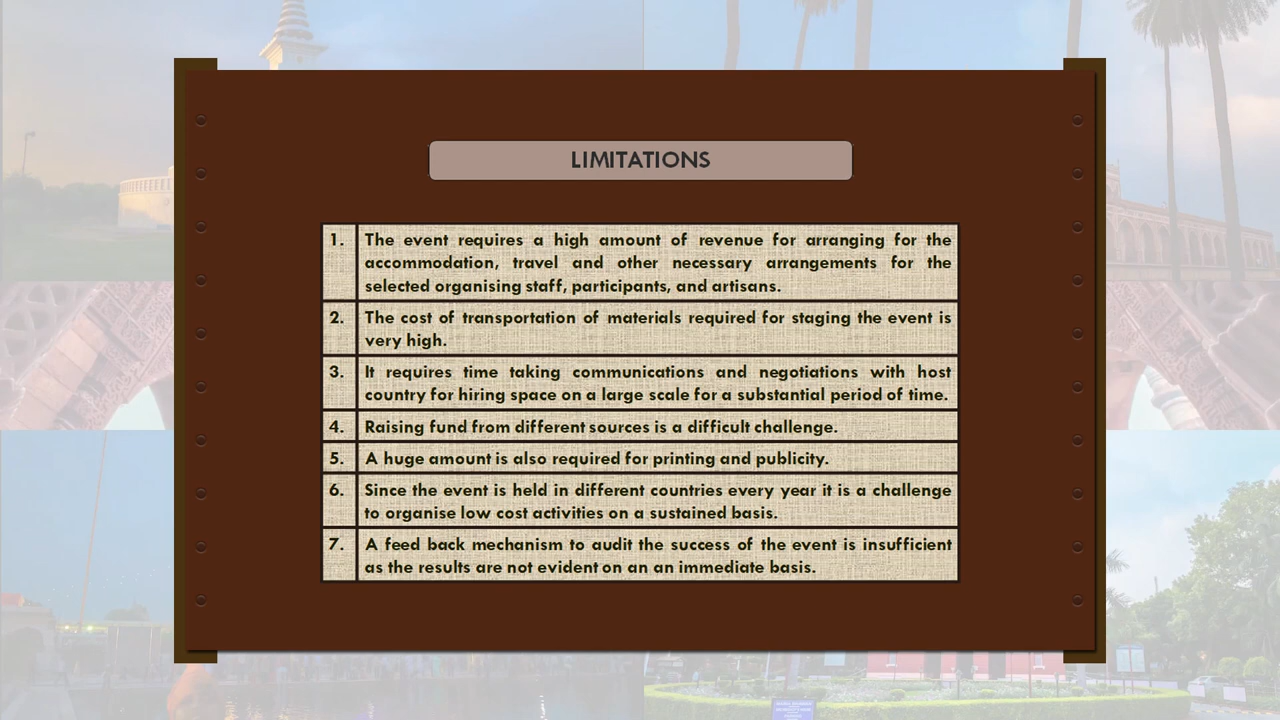 LIMITATIONS
1. The event requires a high amount of revenue for arranging for the
accommodation, travel and other necessary arrangements for the
selected organising staff, participants, and artisans.
2. The cost of transportation of materials required for staging the event is
very high.
3. It requires time taking communications and negotiations with host
country for hiring space on a large scale for a substantial period of time.
4. Raising fund from different sources is a difficult challenge.
5. A huge amount is also required for printing and publicity.
6. Since the event is held in different countries every year it is a challenge
to organise low cost activities on a sustained basis.
7. A feed back mechanism to audit the success of the event is insufficient
as the results are not evident on an an immediate basis.